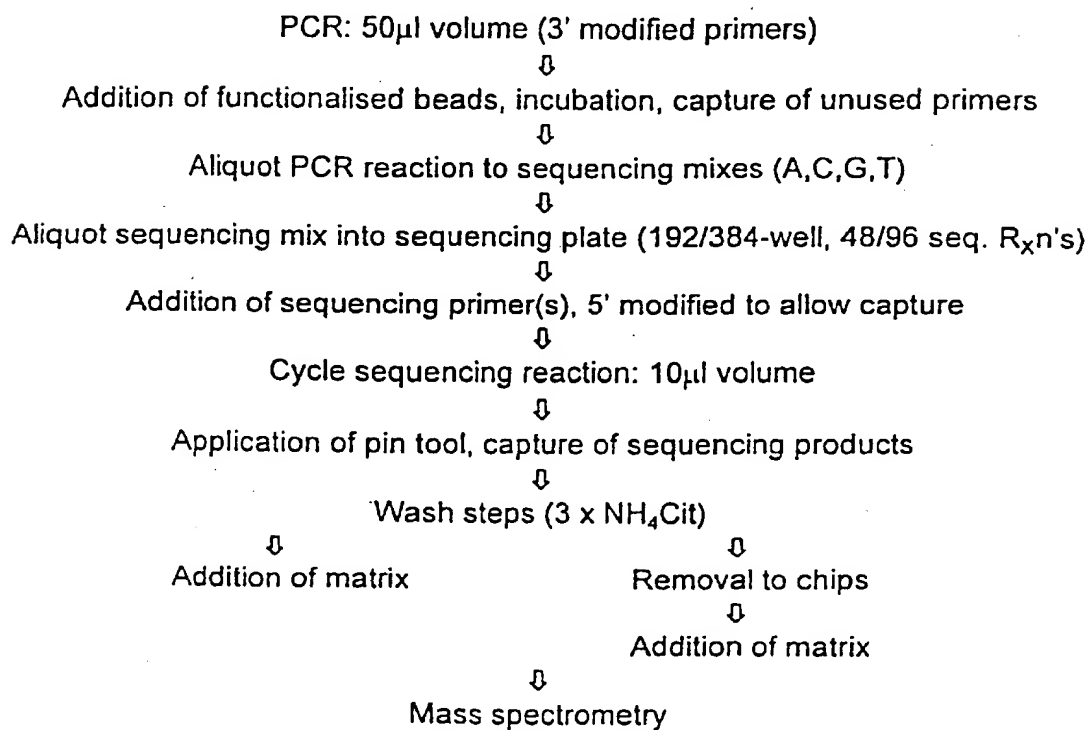 PCR: 50µl volume (3' modified primers)
⇩
Addition of functionalised beads, incubation, capture of unused primers
⇩
Aliquot PCR reaction to sequencing mixes (A,C,G,T)
⇩
Aliquot sequencing mix into sequencing plate (192/384-well, 48/96 seq. RXn's)
⇩
Addition of sequencing primer(s), 5' modified to allow capture
⇩
Cycle sequencing reaction: 10µl volume
⇩
Application of pin tool, capture of sequencing products
⇩
Wash steps (3 x NH4Cit)
⇩ ⇩
Addition of matrix Removal to chips
⇩
Addition of matrix
⇩
Mass spectrometry